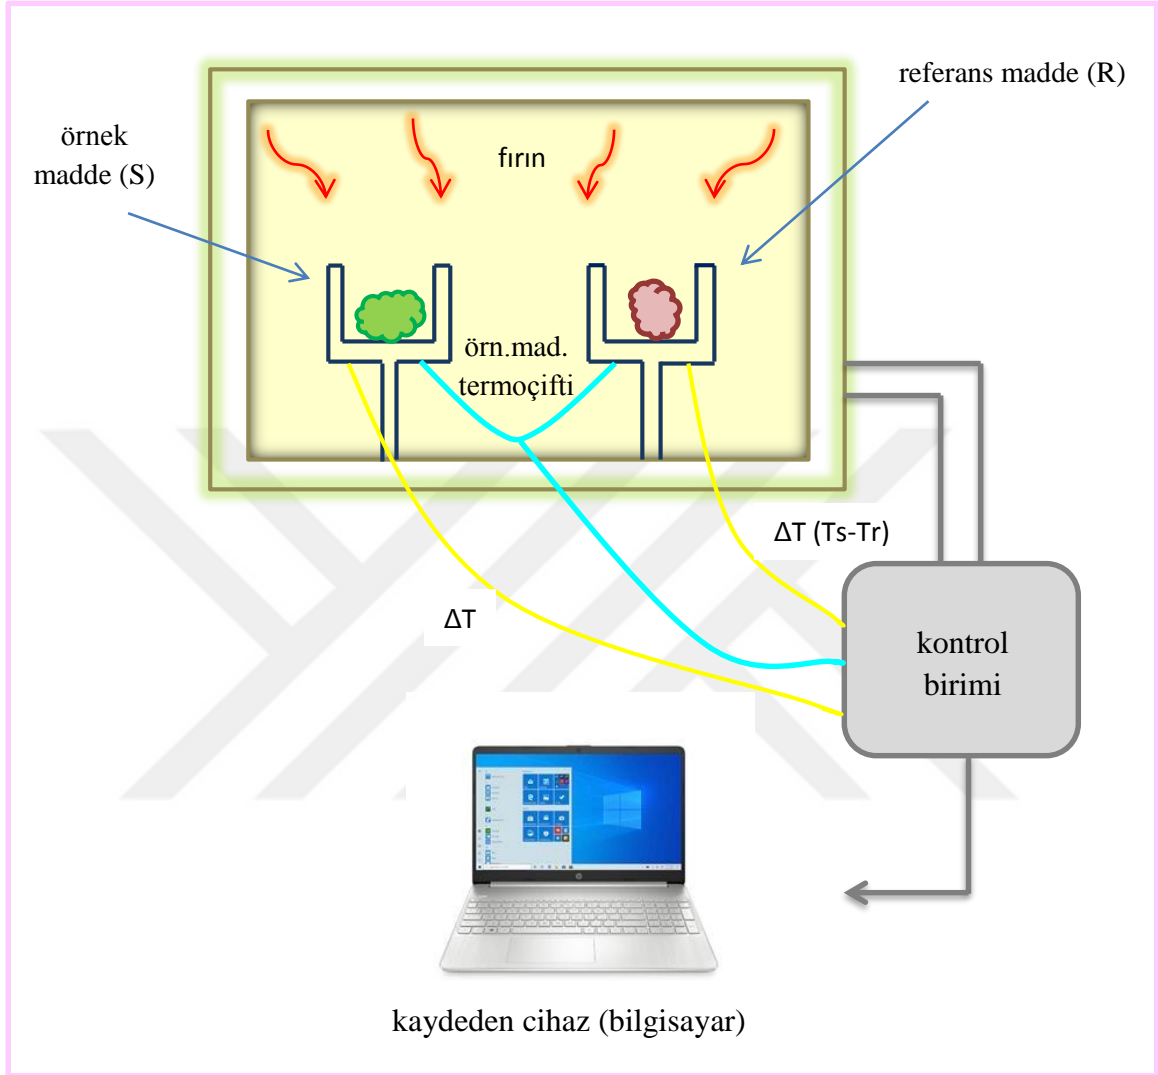 referans madde (R)
örnek
madde (S)
fırın
örn.mad.
termoçifti
ΔT (Ts-Tr)
ΔT
kontrol
birimi
kaydeden cihaz (bilgisayar)